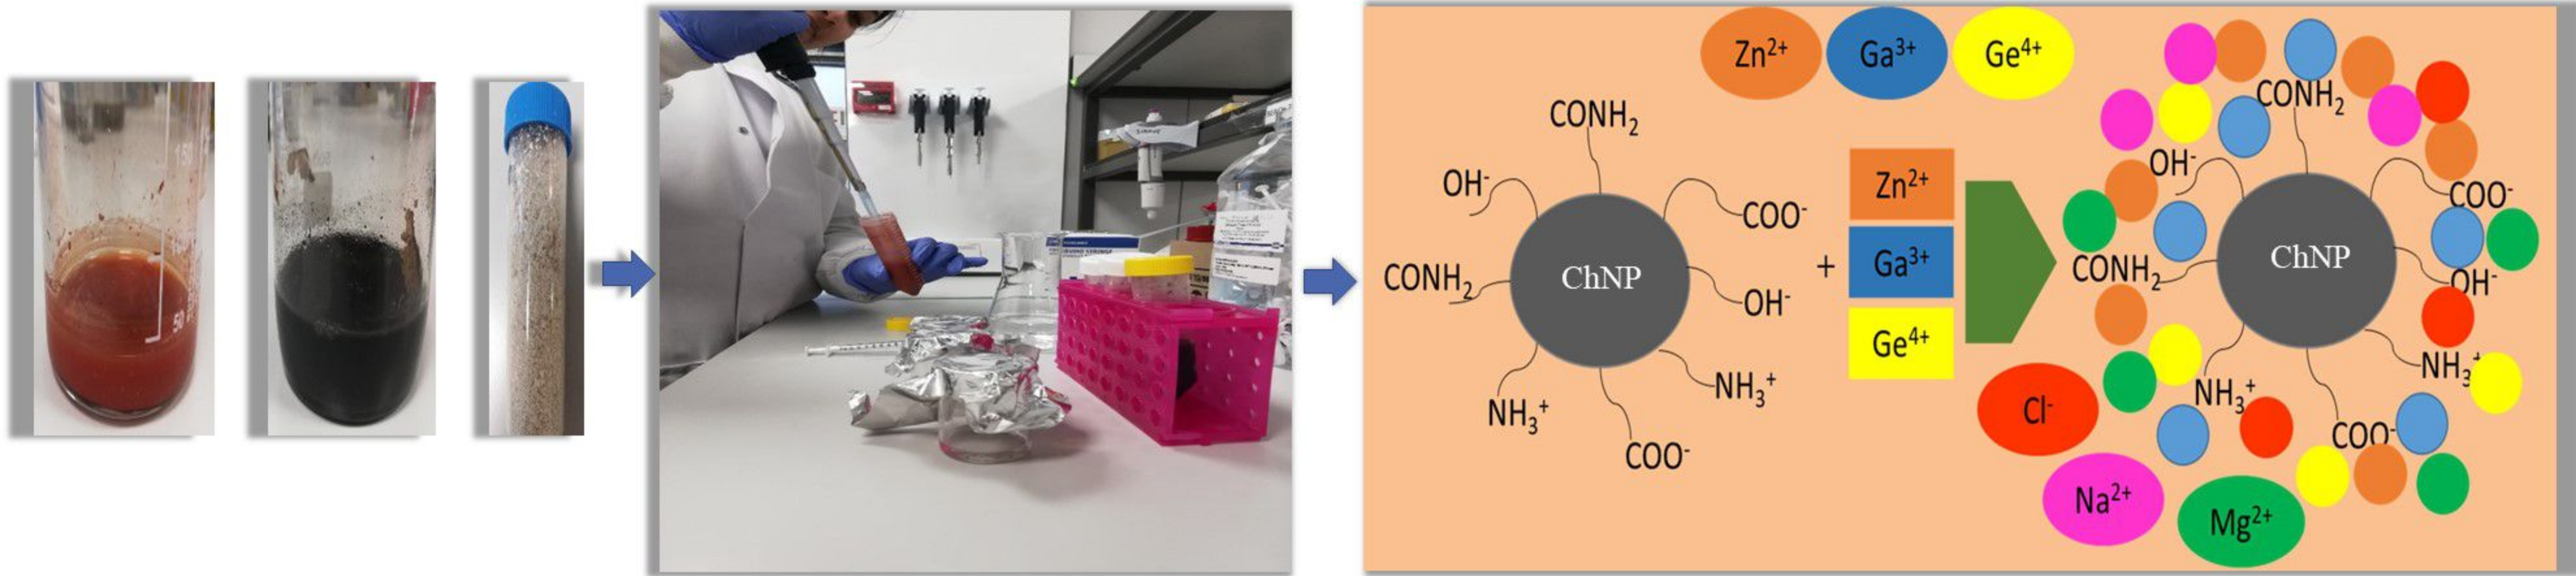 150
50
Zn²⁺
Ga³⁺
Ge⁴⁺
CONH₂
OH⁻
COO⁻
CONH₂
ChNP
OH⁻
NH₃⁺
NH₃⁺
COO⁻
+
Zn²⁺
Ga³⁺
Ge⁴⁺
CONH₂
OH⁻
COO⁻
CONH₂
ChNP
OH⁻
NH₃⁺
NH₃⁺
COO⁻
Cl⁻
Na²⁺
Mg²⁺